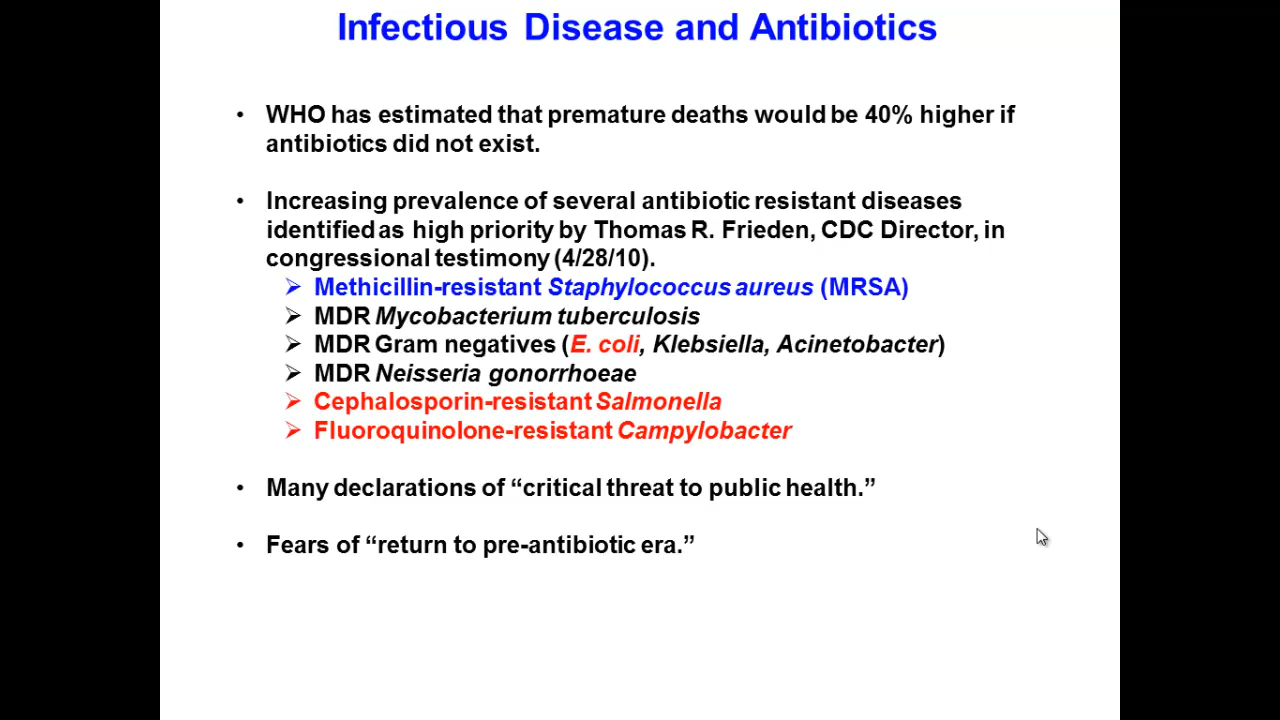 Infectious Disease and Antibiotics
• WHO has estimated that premature deaths would be 40% higher if
antibiotics did not exist.
• Increasing prevalence of several antibiotic resistant diseases
identified as high priority by Thomas R. Frieden, CDC Director, in
congressional testimony (4/28/10).
➢ Methicillin-resistant Staphylococcus aureus (MRSA)
➢ MDR Mycobacterium tuberculosis
➢ MDR Gram negatives (E. coli, Klebsiella, Acinetobacter)
➢ MDR Neisseria gonorrhoeae
➢ Cephalosporin-resistant Salmonella
➢ Fluoroquinolone-resistant Campylobacter
• Many declarations of “critical threat to public health.”
• Fears of “return to pre-antibiotic era.”